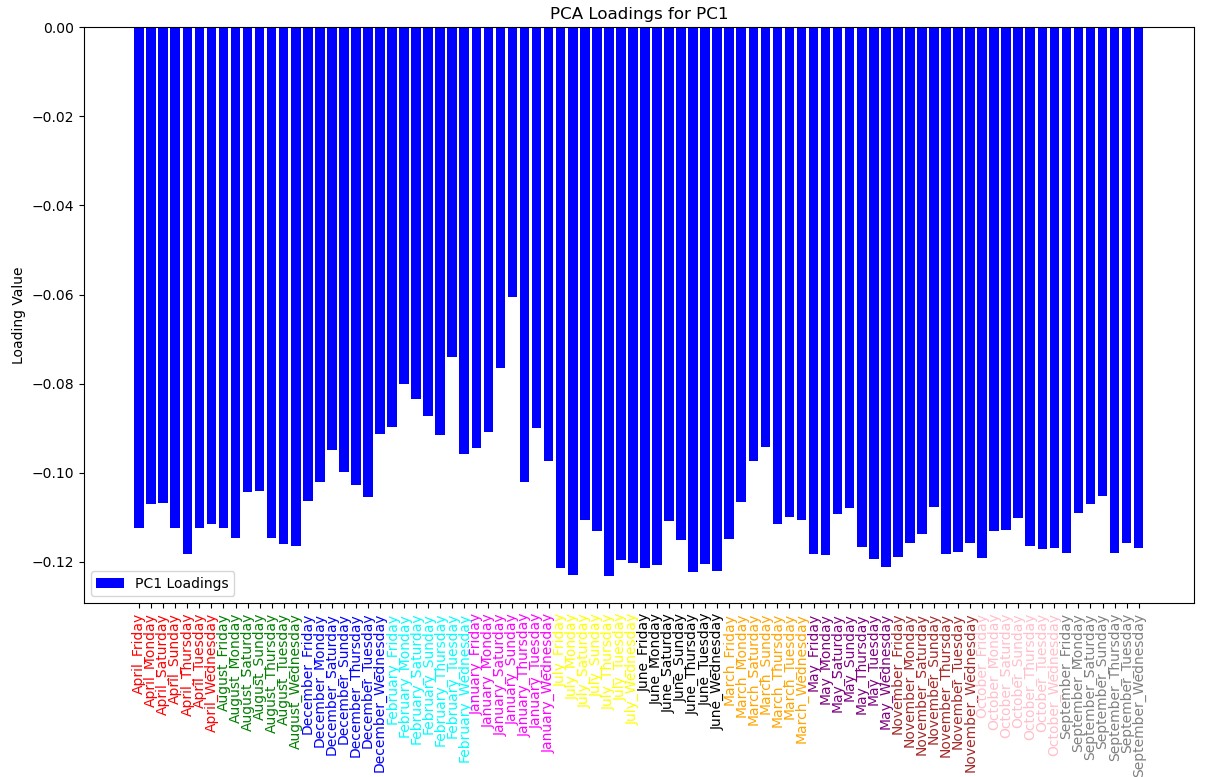 PCA Loadings for PC1
Loading Value
0.00
−0.02
−0.04
−0.06
−0.08
−0.10
−0.12
PC1 Loadings
April_Friday
April_Monday
April_Saturday
April_Sunday
April_Thursday
April_Tuesday
April_Wednesday
August_Friday
August_Monday
August_Saturday
August_Sunday
August_Thursday
August_Tuesday
August_Wednesday
December_Friday
December_Monday
December_Saturday
December_Sunday
December_Thursday
December_Tuesday
December_Wednesday
February_Friday
February_Monday
February_Saturday
February_Sunday
February_Thursday
February_Tuesday
February_Wednesday
January_Friday
January_Monday
January_Saturday
January_Sunday
January_Thursday
January_Tuesday
January_Wednesday
July_Friday
July_Monday
July_Saturday
July_Sunday
July_Thursday
July_Tuesday
July_Wednesday
June_Friday
June_Monday
June_Saturday
June_Sunday
June_Thursday
June_Tuesday
June_Wednesday
March_Friday
March_Monday
March_Saturday
March_Sunday
March_Thursday
March_Tuesday
March_Wednesday
May_Friday
May_Monday
May_Saturday
May_Sunday
May_Thursday
May_Tuesday
May_Wednesday
November_Friday
November_Monday
November_Saturday
November_Sunday
November_Thursday
November_Tuesday
November_Wednesday
October_Friday
October_Monday
October_Saturday
October_Sunday
October_Thursday
October_Tuesday
October_Wednesday
September_Friday
September_Monday
September_Saturday
September_Sunday
September_Thursday
September_Tuesday
September_Wednesday